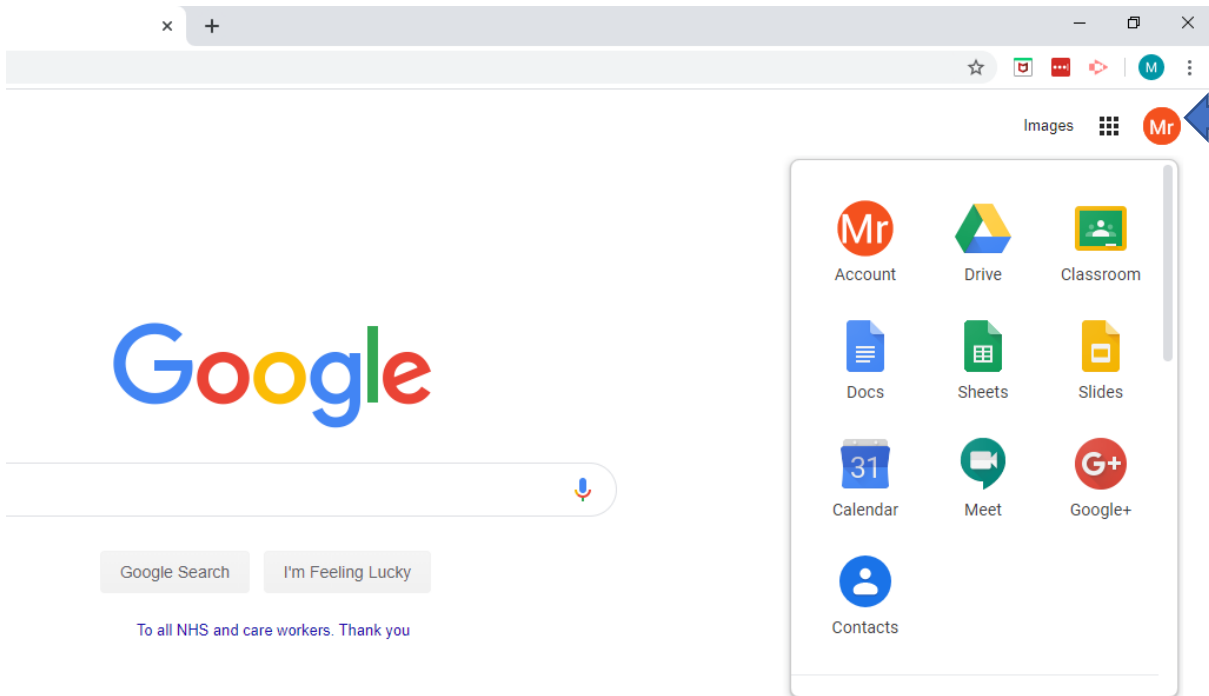 M
Images
Mr
Mr
Account
Drive
Classroom
Docs
Sheets
Slides
31
G+
Calendar
Meet
Google+
Contacts
Google
Google Search
I'm Feeling Lucky
To all NHS and care workers. Thank you